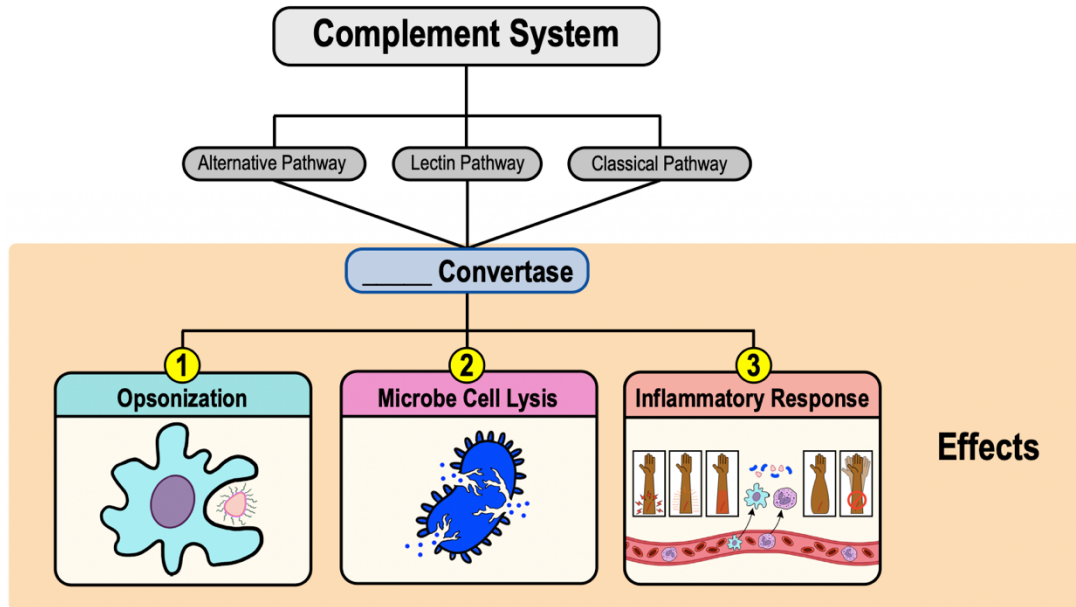 Complement System
Alternative Pathway
Lectin Pathway
Classical Pathway
______ Convertase
1
2
3
Opsonization
Microbe Cell Lysis
Inflammatory Response
Effects